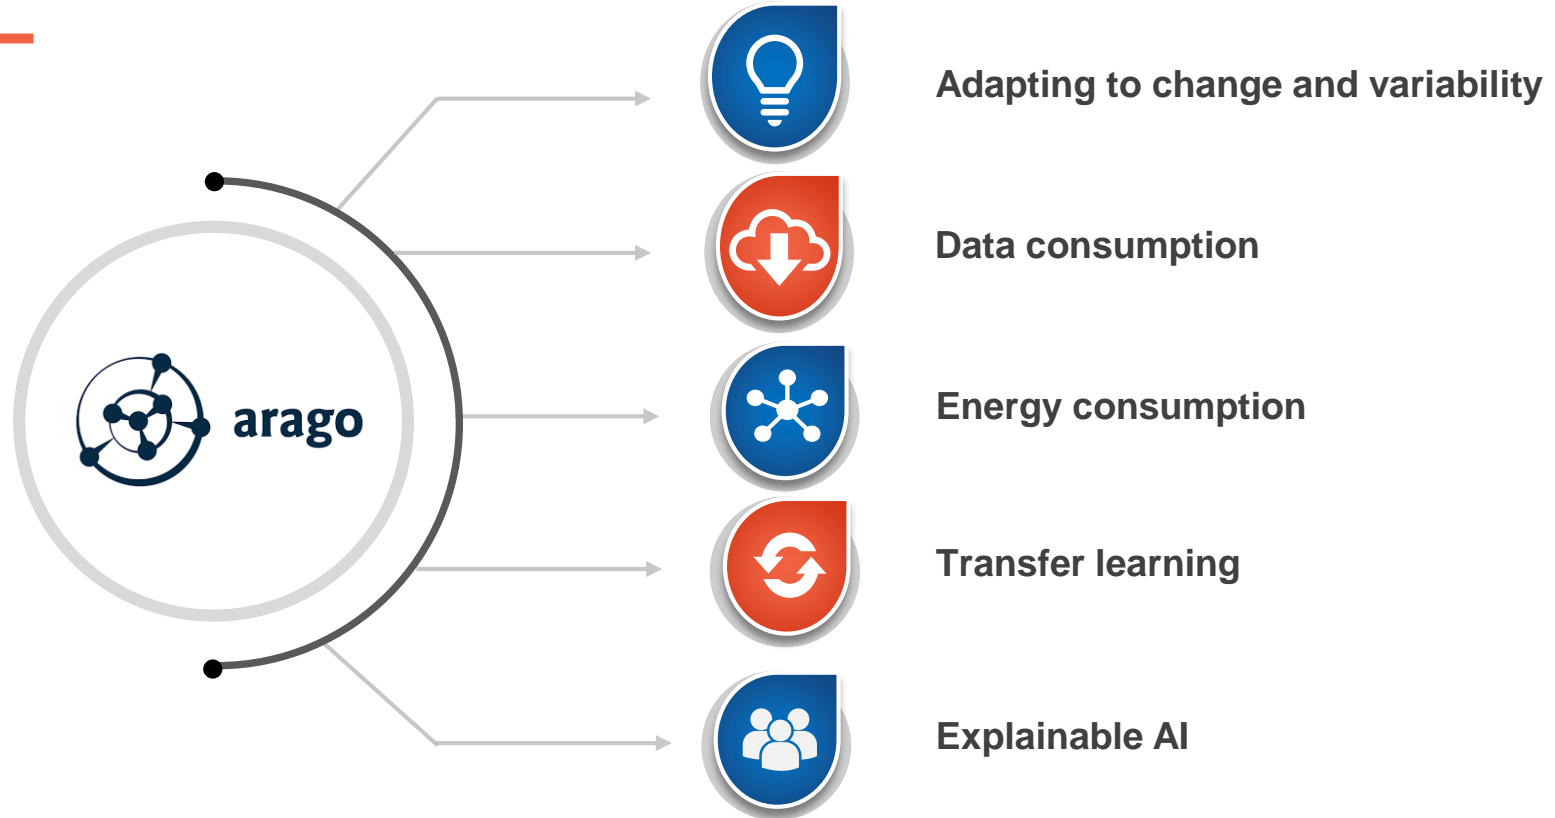 Adapting to change and variability
Data consumption
arago
Energy consumption
Transfer learning
Explainable AI